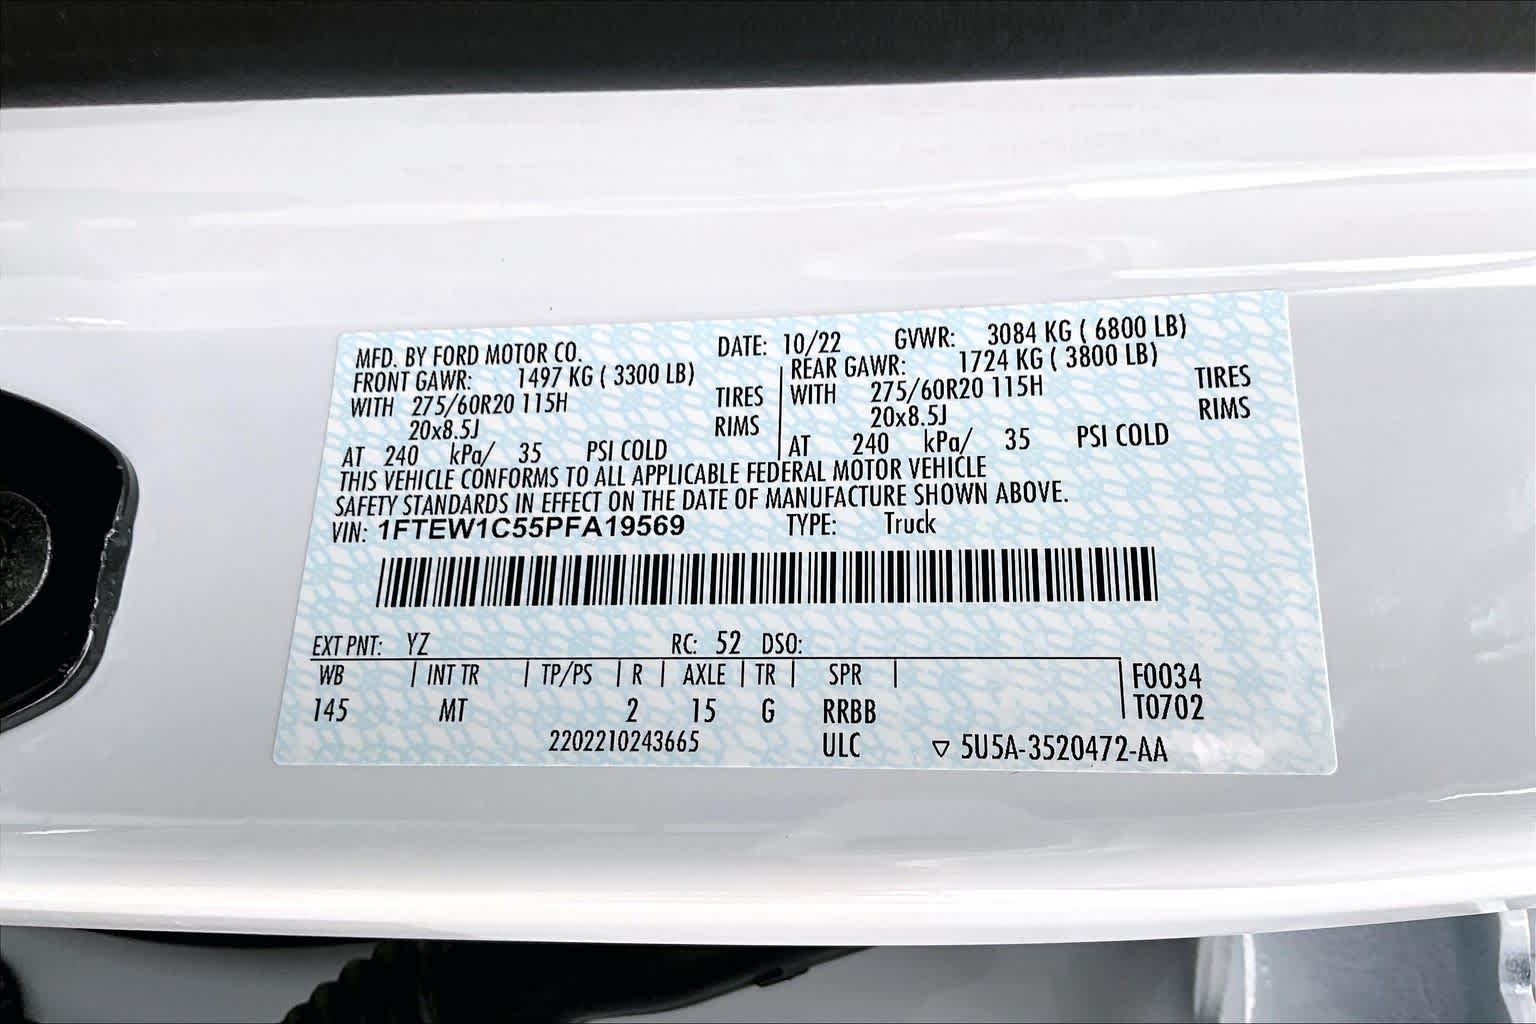 MFD. BY FORD MOTOR CO. DATE: 10/22 GVWR: 3084 KG ( 6800 LB)
FRONT GAWR: 1497 KG ( 3300 LB) REAR GAWR: 1724 KG ( 3800 LB)
WITH 275/60R20 115H TIRES WITH 275/60R20 115H TIRES
20x8.5J RIMS 20x8.5J RIMS
AT 240 kPa/ 35 PSI COLD AT 240 kPa/ 35 PSI COLD
THIS VEHICLE CONFORMS TO ALL APPLICABLE FEDERAL MOTOR VEHICLE
SAFETY STANDARDS IN EFFECT ON THE DATE OF MANUFACTURE SHOWN ABOVE.
VIN: 1FTEW1C55PFA19569 TYPE: Truck
EXT PNT: YZ RC: 52 DSO:
WB | INT TR | TP/PS | R | AXLE | TR | SPR | F0034
145 MT 2 15 G RRBB T0702
2202210243665 ULC ▽ 5U5A-3520472-AA